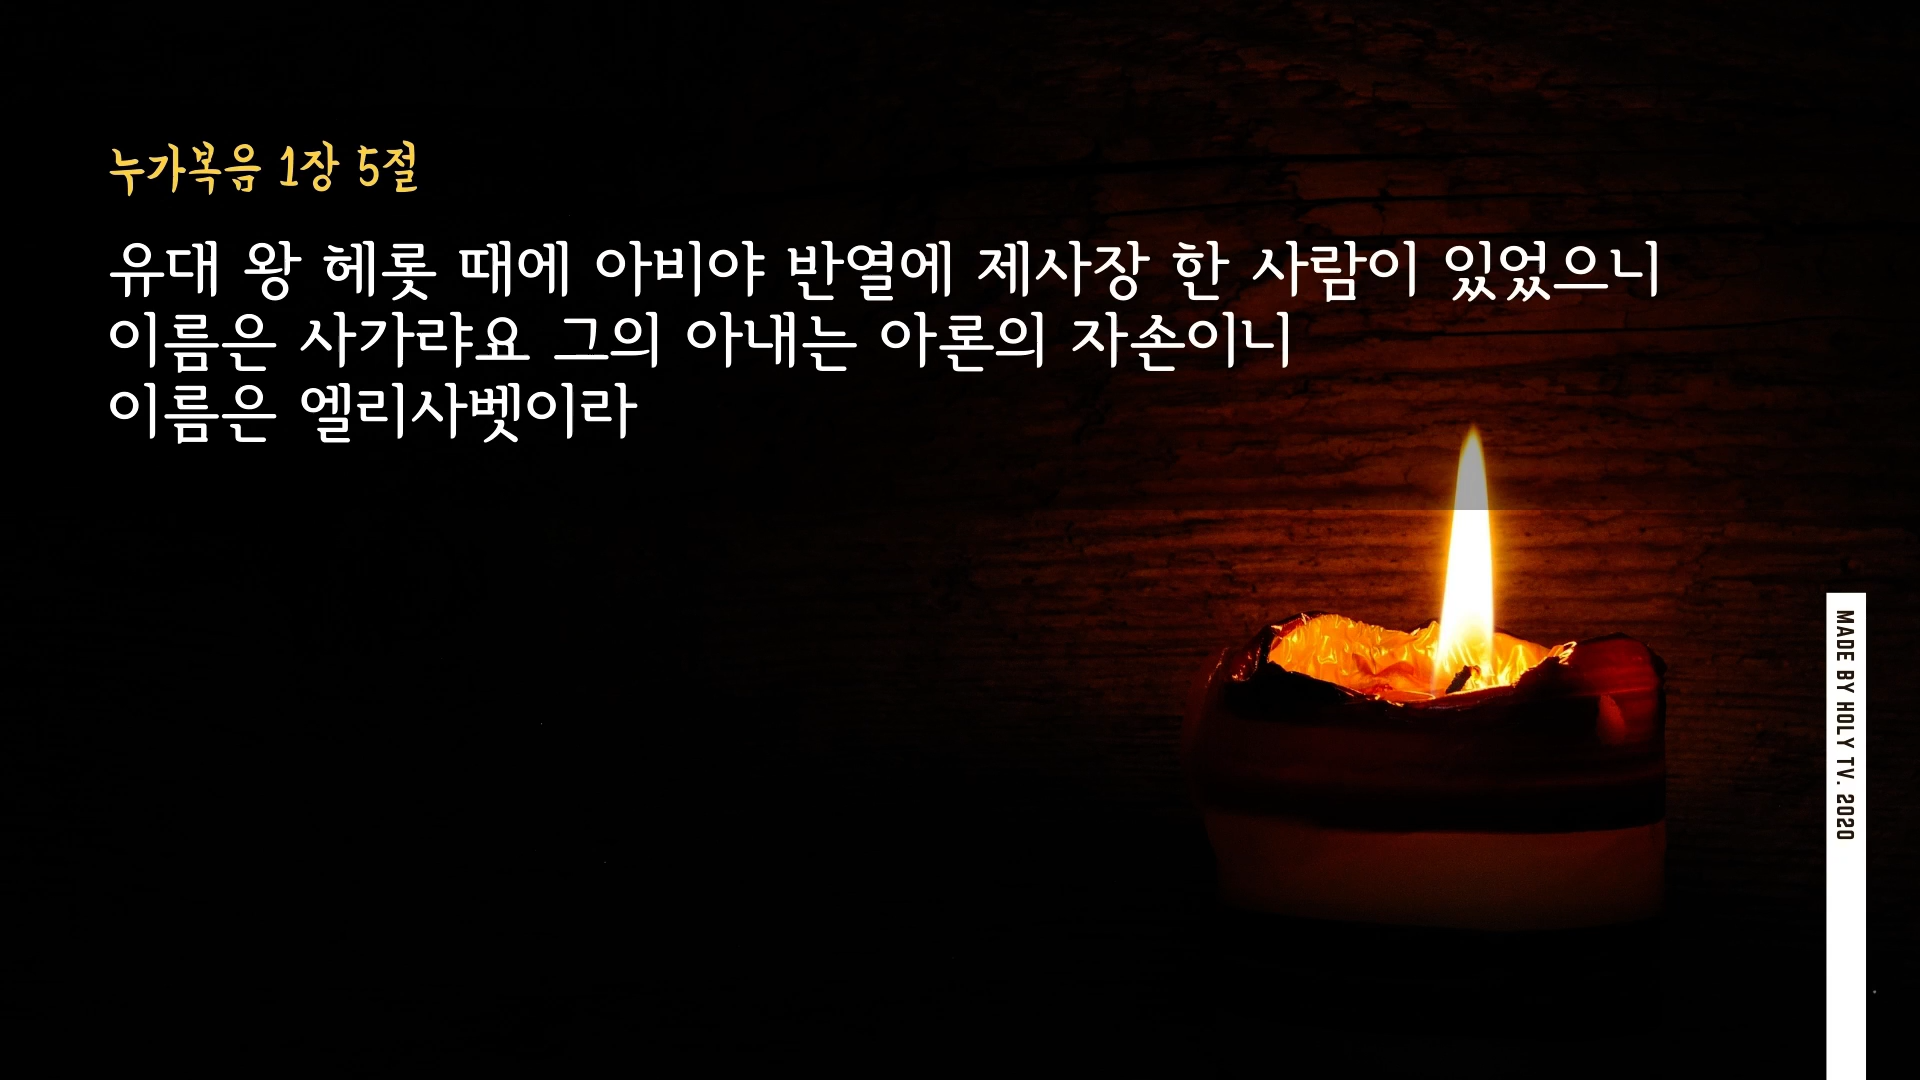 누가복음 1장 5절
유대 왕 헤롯 때에 아비야 반열에 제사장 한 사람이 있었으니
이름은 사가랴요 그의 아내는 아론의 자손이니
이름은 엘리사벳이라
MADE BY HOLY TV. 2020